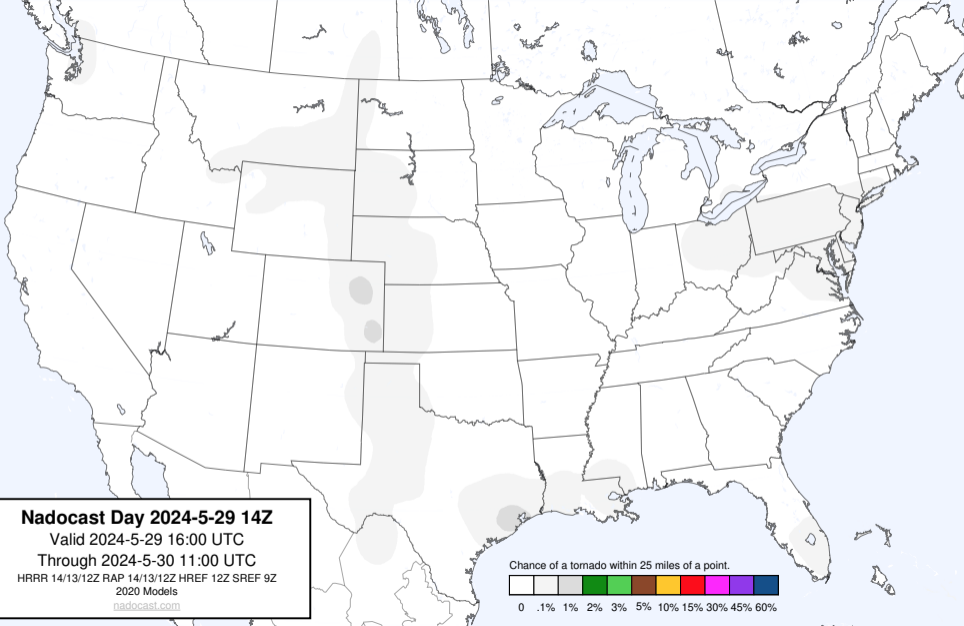 Nadocast Day 2024-5-29 14Z
Valid 2024-5-29 16:00 UTC
Through 2024-5-30 11:00 UTC
HRRR 14/13/12Z RAP 14/13/12Z HREF 12Z SREF 9Z
2020 Models
nadocast.com
Chance of a tornado within 25 miles of a point.
0 .1% 1% 2% 3% 5% 10% 15% 30% 45% 60%